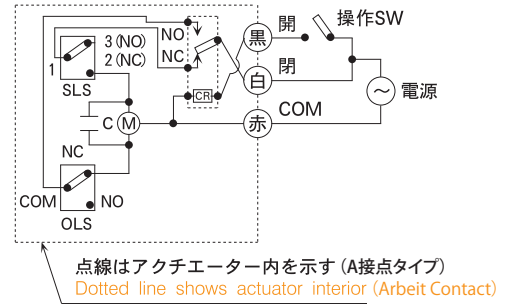 開
操作SW
NO
黒
3 (NO)
NC
2 (NC)
閉
1
白
SLS
CR
電源
COM
C
M
赤
NC
COM
NO
OLS
点線はアクチエーター内を示す (A接点タイプ)
Dotted line shows actuator interior (Arbeit Contact)